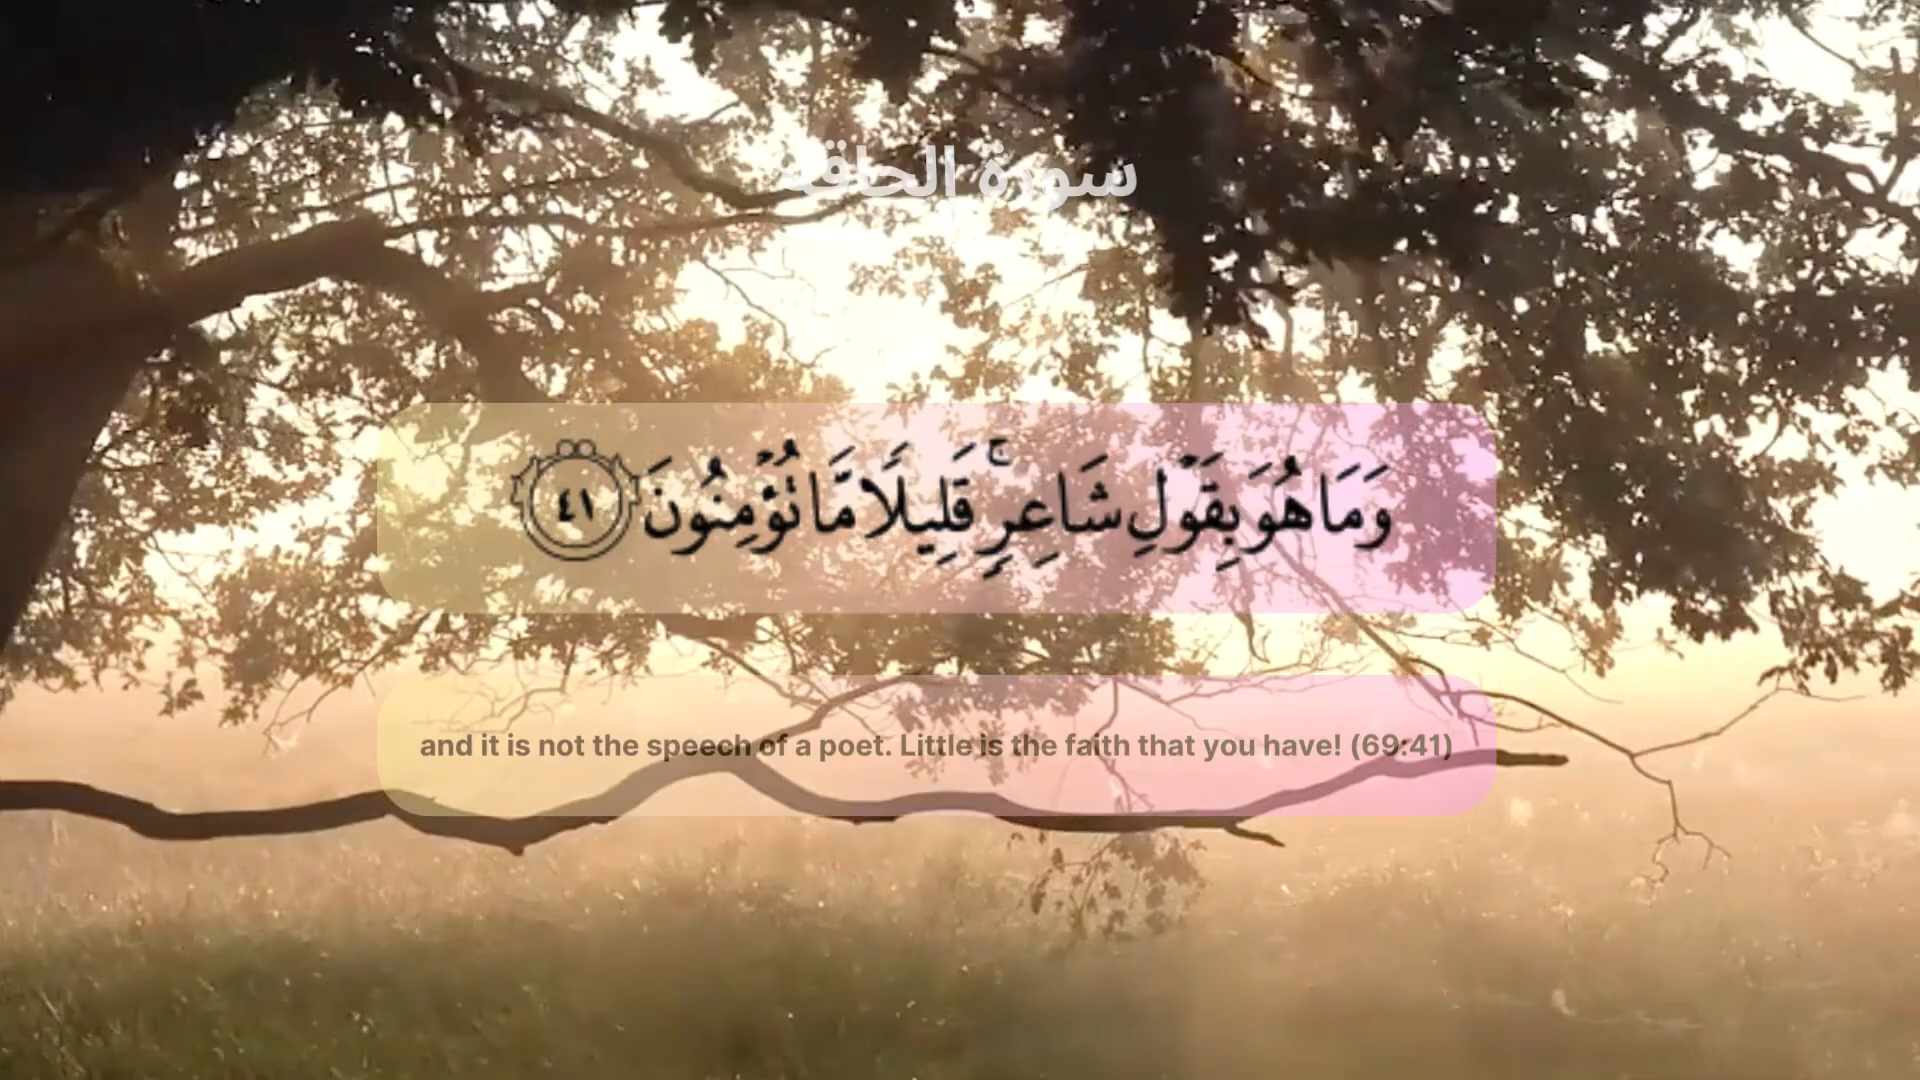 سورة الحاقة
وَمَا هُوَ بِقَوْلِ شَاعِرٍ ۚ قَلِيلًا مَّا تُؤْمِنُونَ ٤١
and it is not the speech of a poet. Little is the faith that you have! (69:41)